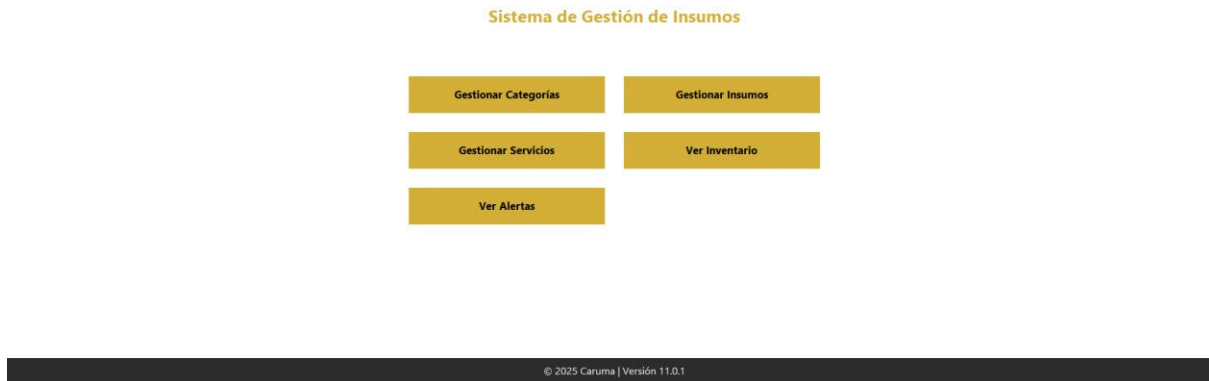 Sistema de Gestión de Insumos
Gestionar Categorías
Gestionar Insumos
Gestionar Servicios
Ver Inventario
Ver Alertas
© 2025 Caruma | Versión 11.0.1